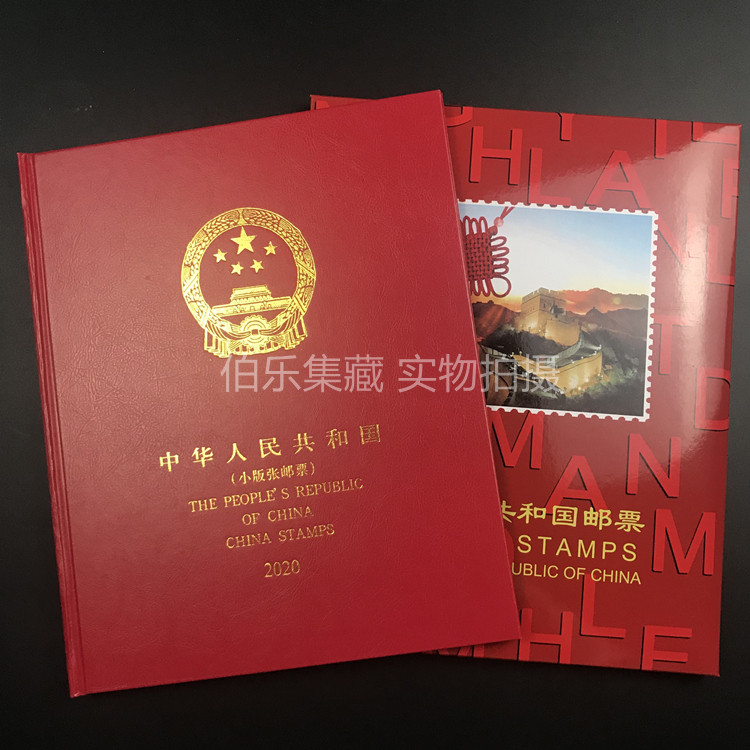 中华人民共和国
(小版张邮票)
THE PEOPLE'S REPUBLIC
OF CHINA
CHINA STAMPS
2020
共和国邮票
STAMPS
UBLIC OF CHINA
伯乐集藏 实物拍摄